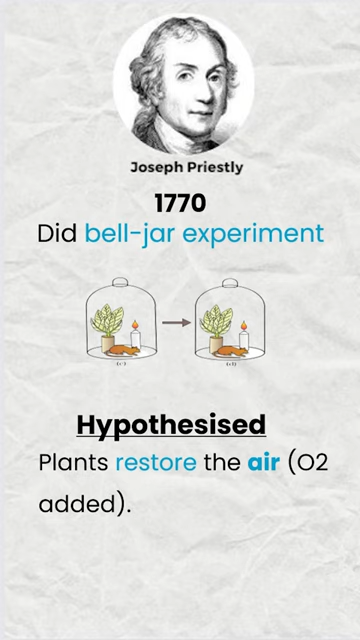 Joseph Priestly
1770
Did bell-jar experiment
Hypothesised
Plants restore the air (O2
added).